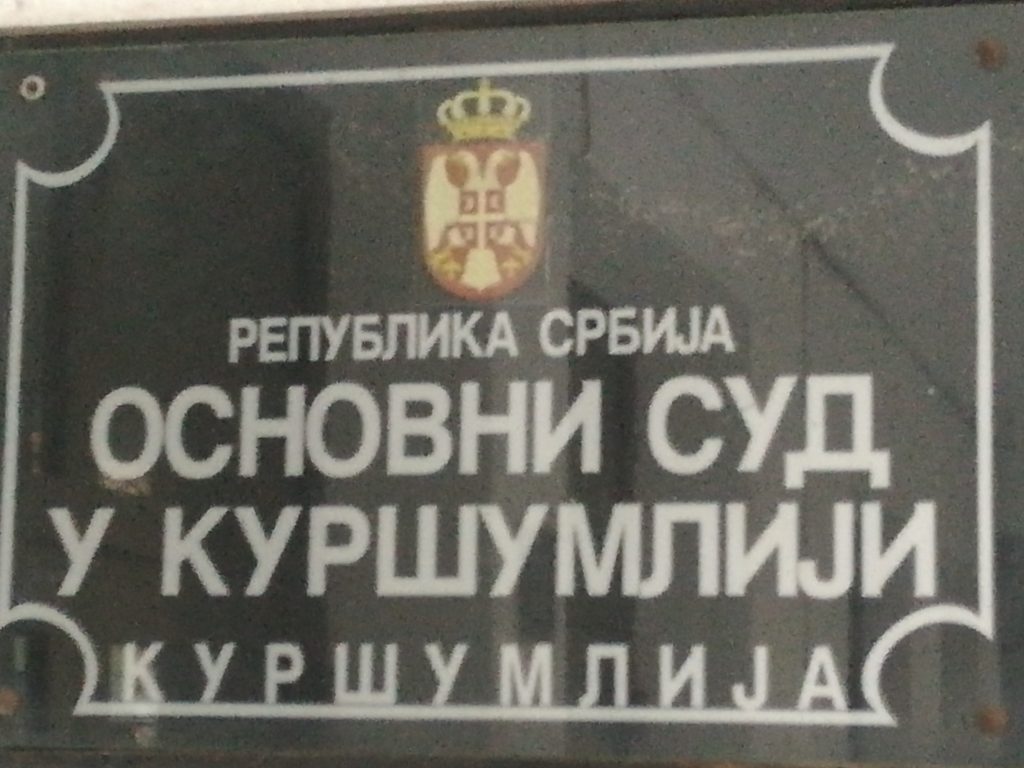 РЕПУБЛИКА СРБИЈА
ОСНОВНИ СУД
У КУРШУМЛИЈИ
КУРШУМЛИЈА